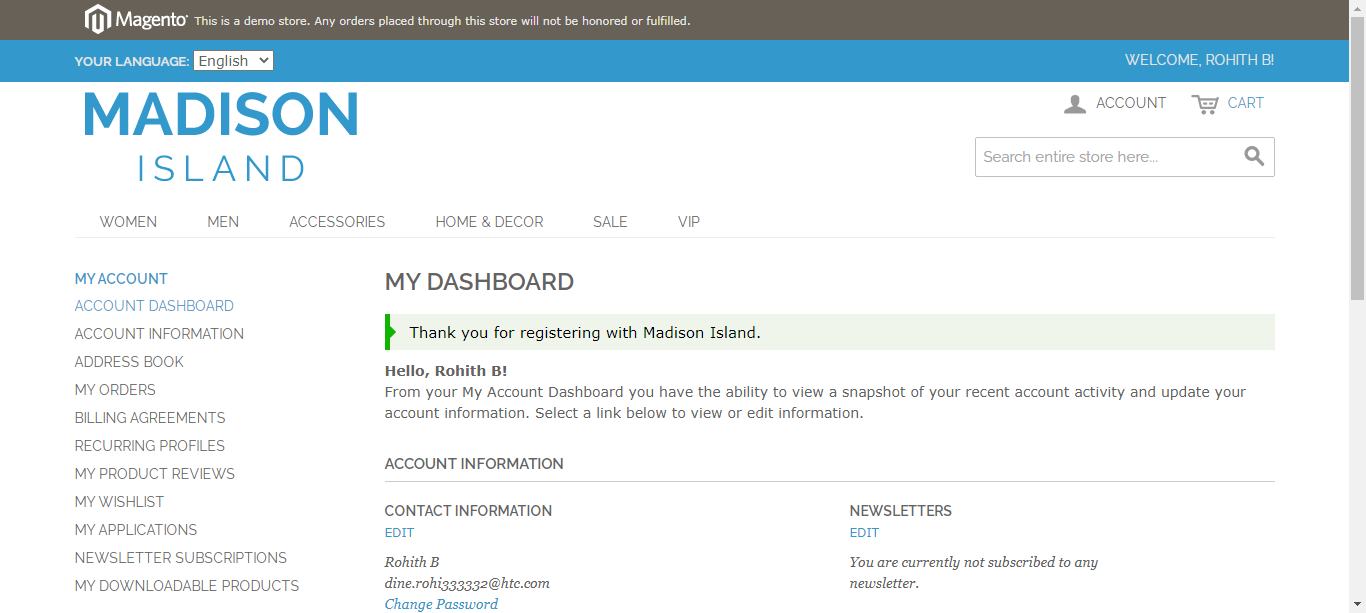 Magento This is a demo store. Any orders placed through this store will not be honored or fulfilled.
YOUR LANGUAGE: English WELCOME, ROHITH B!
MADISON
ISLAND
ACCOUNT CART
Search entire store here...
WOMEN MEN ACCESSORIES HOME & DECOR SALE VIP
MY ACCOUNT
ACCOUNT DASHBOARD
ACCOUNT INFORMATION
ADDRESS BOOK
MY ORDERS
BILLING AGREEMENTS
RECURRING PROFILES
MY PRODUCT REVIEWS
MY WISHLIST
MY APPLICATIONS
NEWSLETTER SUBSCRIPTIONS
MY DOWNLOADABLE PRODUCTS
MY DASHBOARD
Thank you for registering with Madison Island.
Hello, Rohith B!
From your My Account Dashboard you have the ability to view a snapshot of your recent account activity and update your
account information. Select a link below to view or edit information.
ACCOUNT INFORMATION
CONTACT INFORMATION
EDIT
Rohith B
dine.rohi333332@htc.com
Change Password
NEWSLETTERS
EDIT
You are currently not subscribed to any
newsletter.